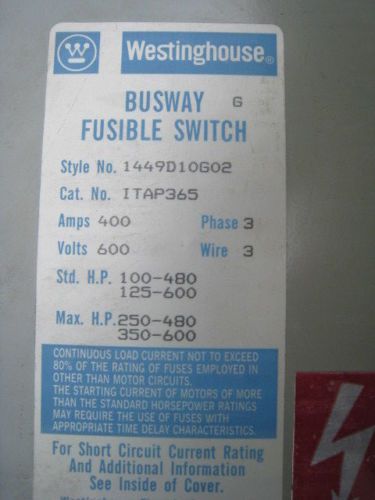 Westinghouse®
BUSWAY G
FUSIBLE SWITCH
Style No. 1449D10G02
Cat. No. ITAP365
Amps 400 Phase 3
Volts 600 Wire 3
Std. H.P. 100-480
125-600
Max. H.P. 250-480
350-600
CONTINUOUS LOAD CURRENT NOT TO EXCEED
80% OF THE RATING OF FUSES EMPLOYED IN
OTHER THAN MOTOR CIRCUITS.
THE STARTING CURRENT OF MOTORS OF MORE
THAN THE STANDARD HORSEPOWER RATINGS
MAY REQUIRE THE USE OF FUSES WITH
APPROPRIATE TIME DELAY CHARACTERISTICS.
For Short Circuit Current Rating
And Additional Information
See Inside of Cover.